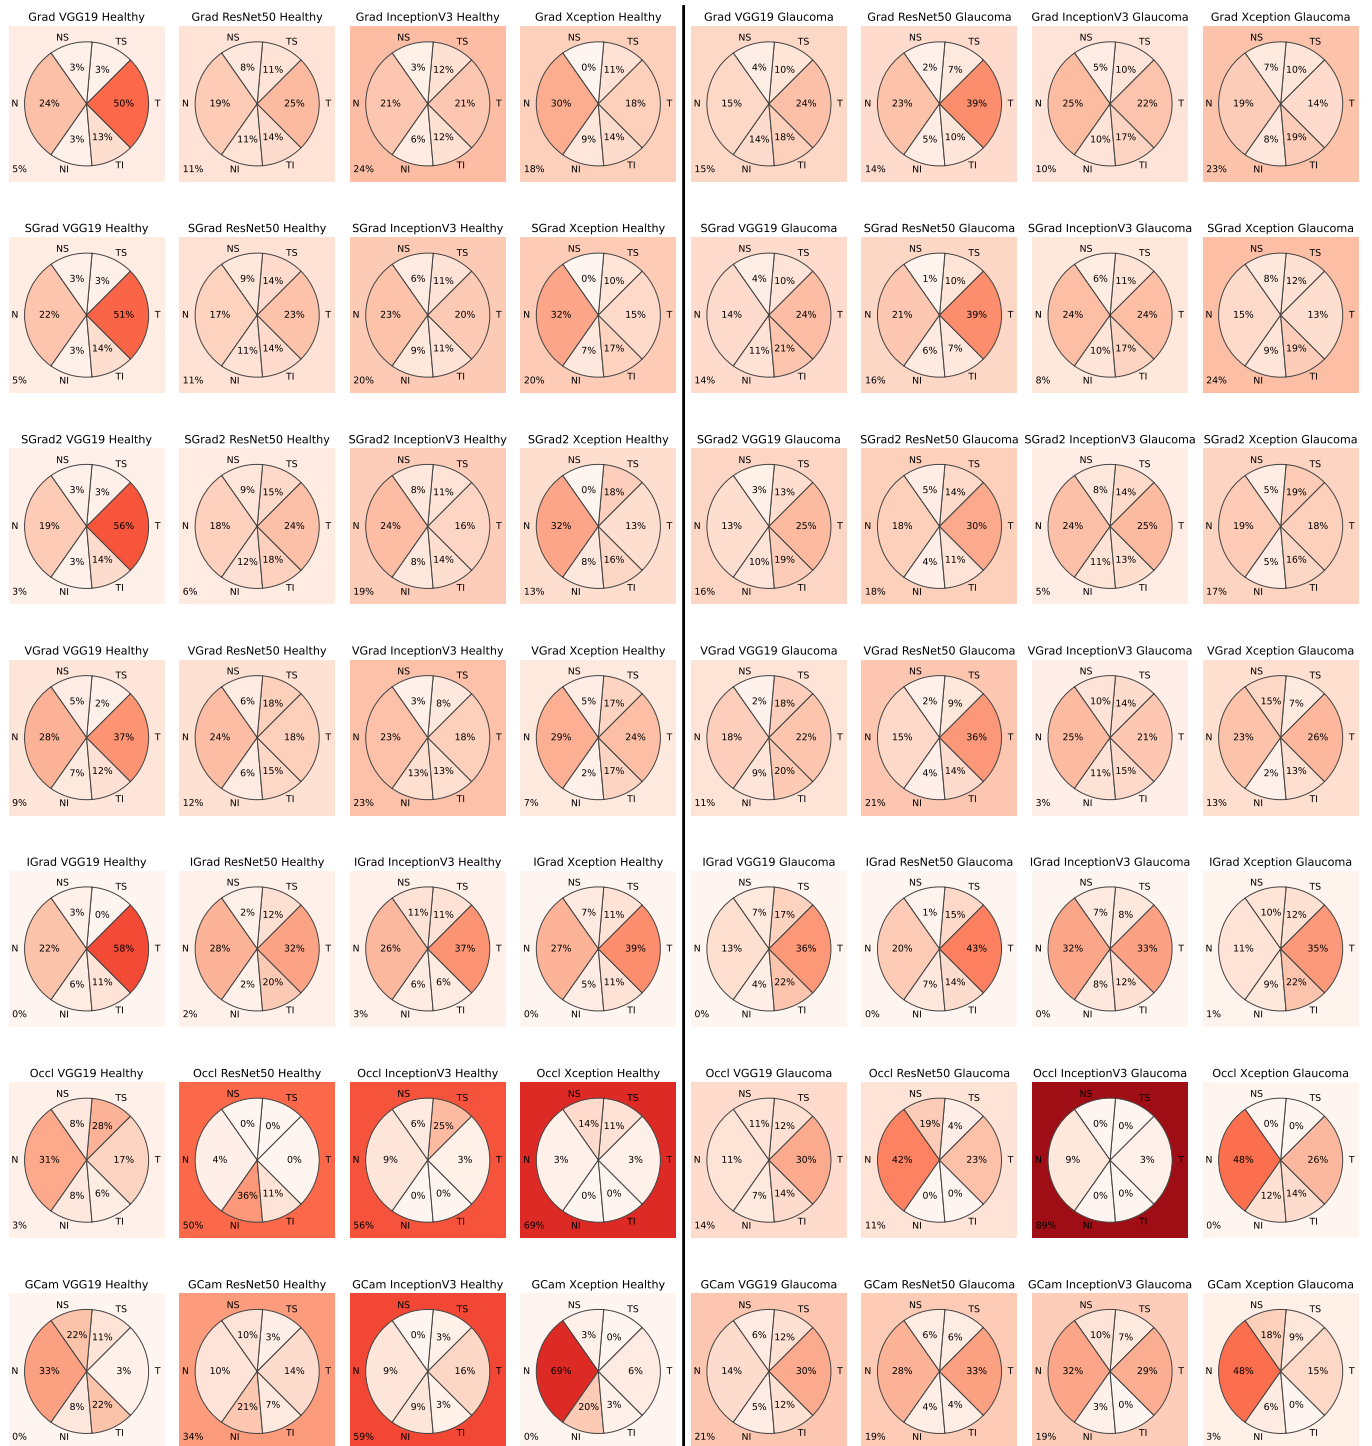 Grad VGG19 Healthy Grad ResNet50 Healthy Grad InceptionV3 Healthy Grad Xception Healthy Grad VGG19 Glaucoma Grad ResNet50 Glaucoma Grad InceptionV3 Glaucoma Grad Xception Glaucoma
NS TS NS TS NS TS NS TS NS TS NS TS NS TS NS TS
3% 3% 8% 11% 3% 12% 0% 11% 4% 10% 2% 7% 5% 10% 7% 10%
N 24% 50% T N 19% 25% T N 21% 21% T N 30% 18% T N 15% 24% T N 23% 39% T N 25% 22% T N 19% 14% T
3% 13% 11% 14% 6% 12% 9% 14% 14% 18% 5% 10% 10% 17% 8% 19%
5% NI TI 11% NI TI 24% NI TI 18% NI TI 15% NI TI 14% NI TI 10% NI TI 23% NI TI
SGrad VGG19 Healthy SGrad ResNet50 Healthy SGrad InceptionV3 Healthy SGrad Xception Healthy SGrad VGG19 Glaucoma SGrad ResNet50 Glaucoma SGrad InceptionV3 Glaucoma SGrad Xception Glaucoma
NS TS NS TS NS TS NS TS NS TS NS TS NS TS NS TS
3% 3% 9% 14% 6% 11% 0% 10% 4% 10% 1% 10% 6% 11% 8% 12%
N 22% 51% T N 17% 23% T N 23% 20% T N 32% 15% T N 14% 24% T N 21% 39% T N 24% 24% T N 15% 13% T
3% 14% 11% 14% 9% 11% 7% 17% 11% 21% 6% 7% 10% 17% 9% 19%
5% NI TI 11% NI TI 20% NI TI 20% NI TI 14% NI TI 16% NI TI 8% NI TI 24% NI TI
SGrad2 VGG19 Healthy SGrad2 ResNet50 Healthy SGrad2 InceptionV3 Healthy SGrad2 Xception Healthy SGrad2 VGG19 Glaucoma SGrad2 ResNet50 Glaucoma SGrad2 InceptionV3 Glaucoma SGrad2 Xception Glaucoma
NS TS NS TS NS TS NS TS NS TS NS TS NS TS NS TS
3% 3% 9% 15% 8% 11% 0% 18% 3% 13% 5% 14% 8% 14% 5% 19%
N 19% 56% T N 18% 24% T N 24% 16% T N 32% 13% T N 13% 25% T N 18% 30% T N 24% 25% T N 19% 18% T
3% 14% 12% 18% 8% 14% 8% 16% 10% 19% 4% 11% 11% 13% 5% 16%
3% NI TI 6% NI TI 19% NI TI 13% NI TI 16% NI TI 18% NI TI 5% NI TI 17% NI TI
VGrad VGG19 Healthy VGrad ResNet50 Healthy VGrad InceptionV3 Healthy VGrad Xception Healthy VGrad VGG19 Glaucoma VGrad ResNet50 Glaucoma VGrad InceptionV3 Glaucoma VGrad Xception Glaucoma
NS TS NS TS NS TS NS TS NS TS NS TS NS TS NS TS
5% 2% 6% 18% 3% 8% 5% 17% 2% 18% 2% 9% 10% 14% 15% 7%
N 28% 37% T N 24% 18% T N 23% 18% T N 29% 24% T N 18% 22% T N 15% 36% T N 25% 21% T N 23% 26% T
7% 12% 6% 15% 13% 13% 2% 17% 9% 20% 4% 14% 11% 15% 2% 13%
9% NI TI 12% NI TI 23% NI TI 7% NI TI 11% NI TI 21% NI TI 3% NI TI 13% NI TI
IGrad VGG19 Healthy IGrad ResNet50 Healthy IGrad InceptionV3 Healthy IGrad Xception Healthy IGrad VGG19 Glaucoma IGrad ResNet50 Glaucoma IGrad InceptionV3 Glaucoma IGrad Xception Glaucoma
NS TS NS TS NS TS NS TS NS TS NS TS NS TS NS TS
3% 0% 2% 12% 11% 11% 7% 11% 7% 17% 1% 15% 7% 8% 10% 12%
N 22% 58% T N 28% 32% T N 26% 37% T N 27% 39% T N 13% 36% T N 20% 43% T N 32% 33% T N 11% 35% T
6% 11% 2% 20% 6% 6% 5% 11% 4% 22% 7% 14% 8% 12% 9% 22%
0% NI TI 2% NI TI 3% NI TI 0% NI TI 0% NI TI 0% NI TI 0% NI TI 1% NI TI
Occl VGG19 Healthy Occl ResNet50 Healthy Occl InceptionV3 Healthy Occl Xception Healthy Occl VGG19 Glaucoma Occl ResNet50 Glaucoma Occl InceptionV3 Glaucoma Occl Xception Glaucoma
NS TS NS TS NS TS NS TS NS TS NS TS NS TS NS TS
8% 28% 0% 0% 6% 25% 14% 11% 11% 12% 19% 4% 0% 0% 0% 0%
N 31% 17% T N 4% 0% T N 9% 3% T N 3% 3% T N 11% 30% T N 42% 23% T N 9% 3% T N 48% 26% T
8% 6% 36% 11% 0% 0% 0% 0% 7% 14% 0% 0% 0% 0% 12% 14%
3% NI TI 50% NI TI 56% NI TI 69% NI TI 14% NI TI 11% NI TI 89% NI TI 0% NI TI
GCam VGG19 Healthy GCam ResNet50 Healthy GCam InceptionV3 Healthy GCam Xception Healthy GCam VGG19 Glaucoma GCam ResNet50 Glaucoma GCam InceptionV3 Glaucoma GCam Xception Glaucoma
NS TS NS TS NS TS NS TS NS TS NS TS NS TS NS TS
22% 11% 10% 3% 0% 3% 3% 0% 6% 12% 6% 6% 10% 7% 18% 9%
N 33% 3% T N 10% 14% T N 9% 16% T N 69% 6% T N 14% 30% T N 28% 33% T N 32% 29% T N 48% 15% T
8% 22% 21% 7% 9% 3% 20% 3% 5% 12% 4% 4% 3% 0% 6% 0%
0% NI TI 34% NI TI 59% NI TI 0% NI TI 21% NI TI 19% NI TI 19% NI TI 3% NI TI